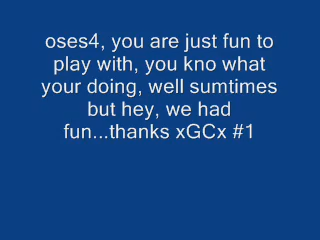 oses4, you are just fun to
play with, you kno what
your doing, well sumtimes
but hey, we had
fun...thanks xGCx #1